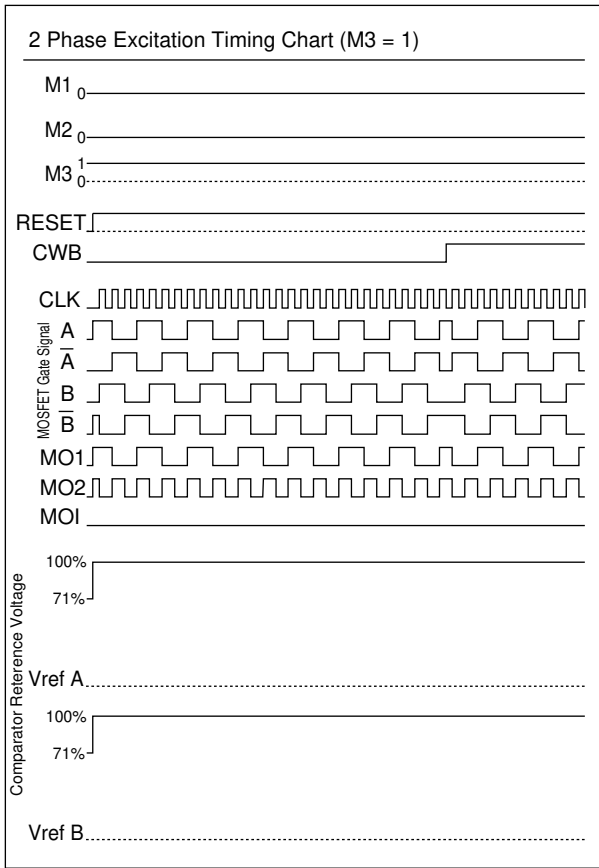 2 Phase Excitation Timing Chart (M3 = 1)
M1 0
M2 0
M3 1
0
RESET
CWB
CLK
MOSFET Gate Signal
A
A̅
B
B̅
MO1
MO2
MOI
Comparator Reterence Voltage
100%
71%
Vref A
100%
71%
Vref B